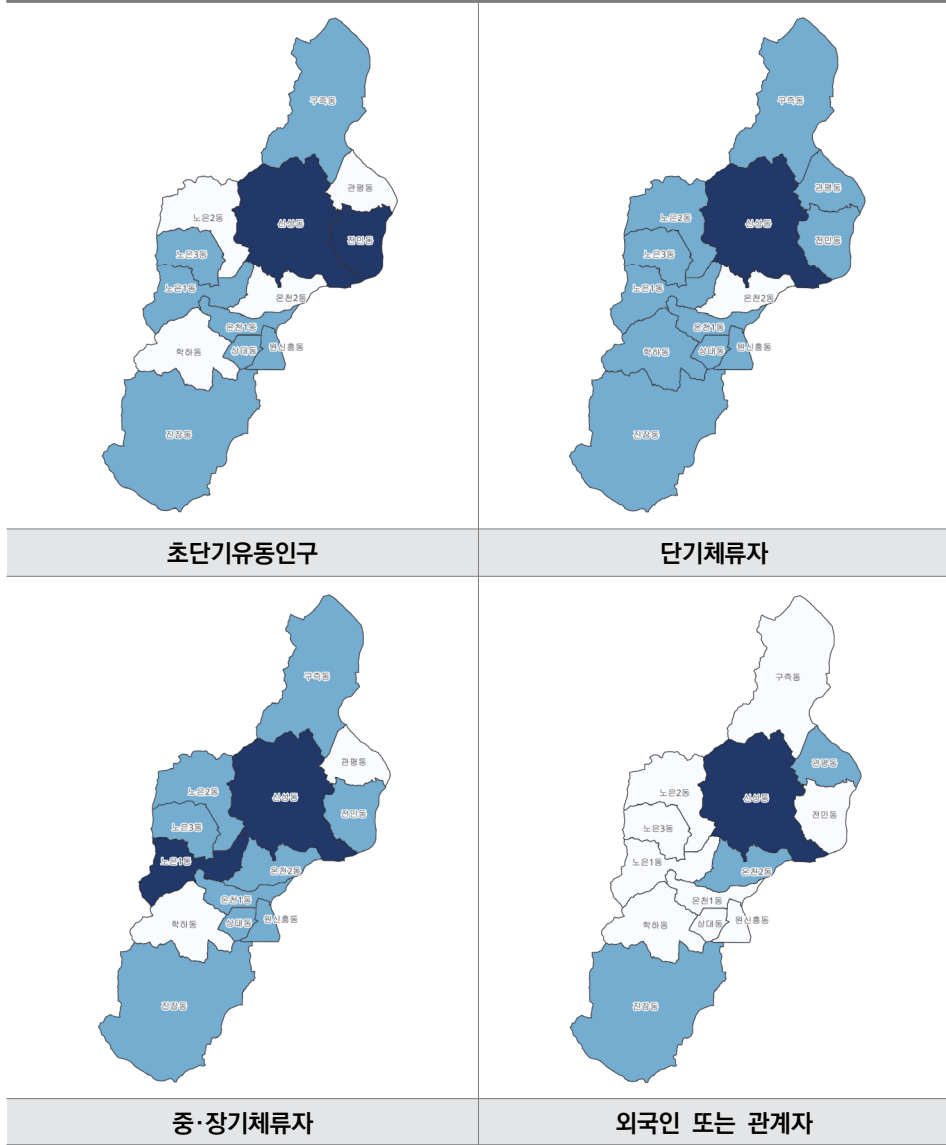 구즉동
관평동
노은2동
신성동
전민동
노은3동
노은1동
온천2동
온천1동
학하동
상대동
원신흥동
진잠동
구즉동
관평동
노은2동
신성동
전민동
노은3동
노은1동
온천2동
온천1동
학하동
상대동
원신흥동
진잠동
초단기유동인구
단기체류자
구즉동
관평동
노은2동
신성동
전민동
노은3동
노은1동
온천2동
온천1동
학하동
상대동
원신흥동
진잠동
구즉동
관평동
노은2동
신성동
전민동
노은3동
노은1동
온천2동
온천1동
학하동
상대동
원신흥동
진잠동
중·장기체류자
외국인 또는 관계자